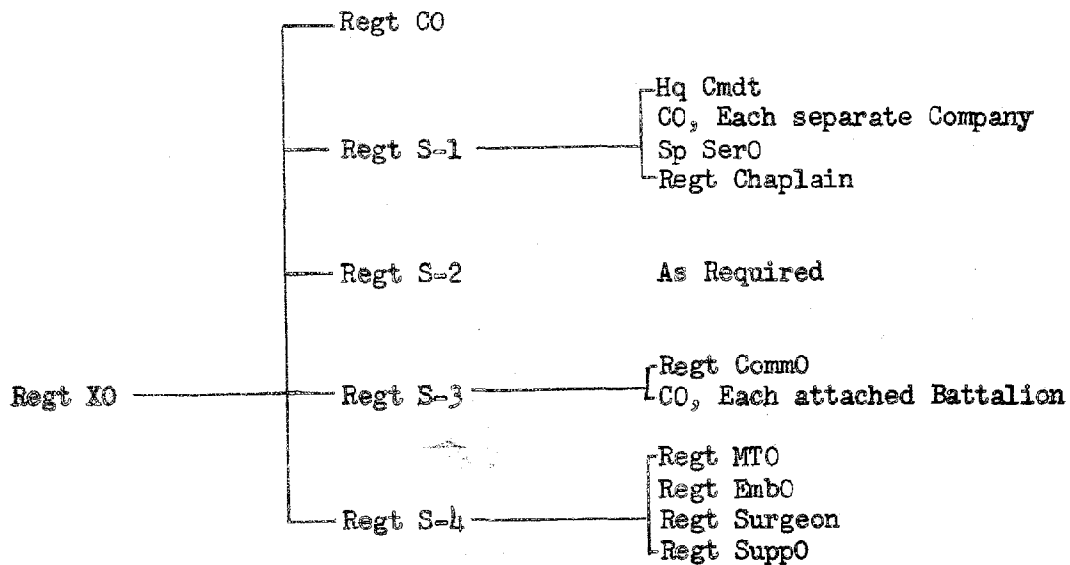 Regt CO
Hq Cmdt
CO, Each separate Company
Regt S-1
Sp SerO
Regt Chaplain
Regt S-2 As Required
Regt CommO
Regt XO Regt S-3
CO, Each attached Battalion
Regt MTO
Regt EmbO
Regt S-4 Regt Surgeon
Regt SuppO